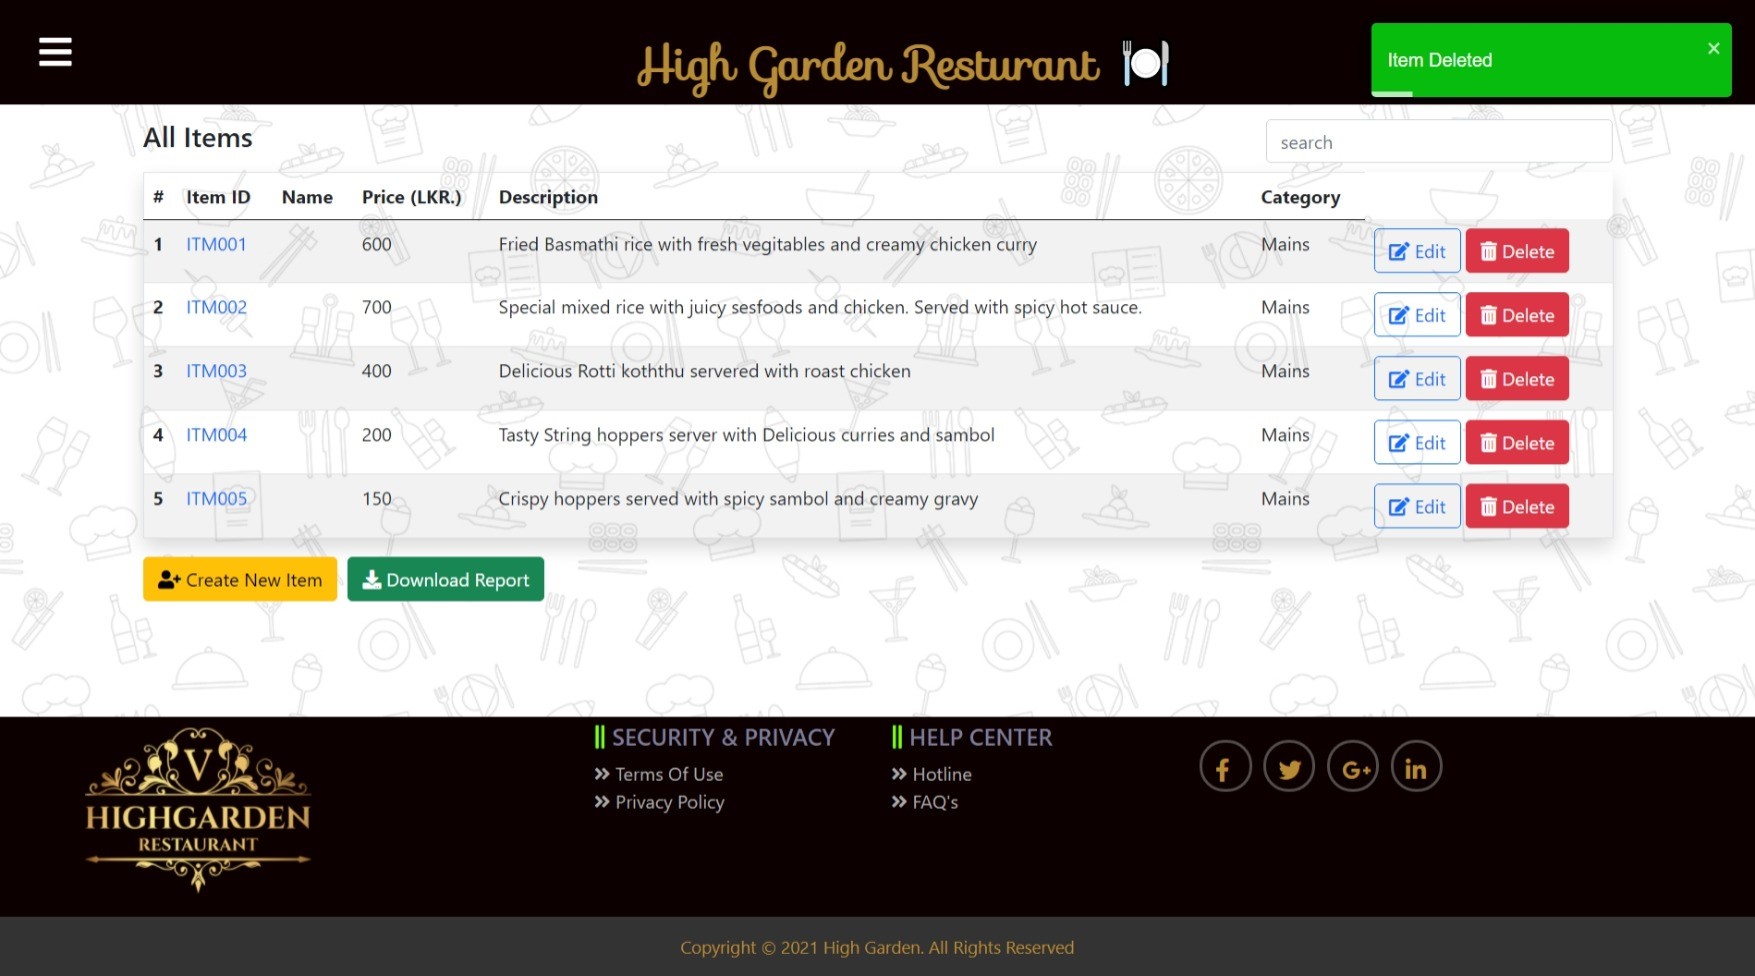 High Garden Resturant
Item Deleted ×
All Items
search
# Item ID Name Price (LKR.) Description Category
1 ITM001 600 Fried Basmathi rice with fresh vegitables and creamy chicken curry Mains Edit Delete
2 ITM002 700 Special mixed rice with juicy sesfoods and chicken. Served with spicy hot sauce. Mains Edit Delete
3 ITM003 400 Delicious Rotti koththu servered with roast chicken Mains Edit Delete
4 ITM004 200 Tasty String hoppers server with Delicious curries and sambol Mains Edit Delete
5 ITM005 150 Crispy hoppers served with spicy sambol and creamy gravy Mains Edit Delete
Create New Item Download Report
V
HIGHGARDEN
RESTAURANT
SECURITY & PRIVACY
Terms Of Use
Privacy Policy
HELP CENTER
Hotline
FAQ's
f G+ in
Copyright © 2021 High Garden. All Rights Reserved